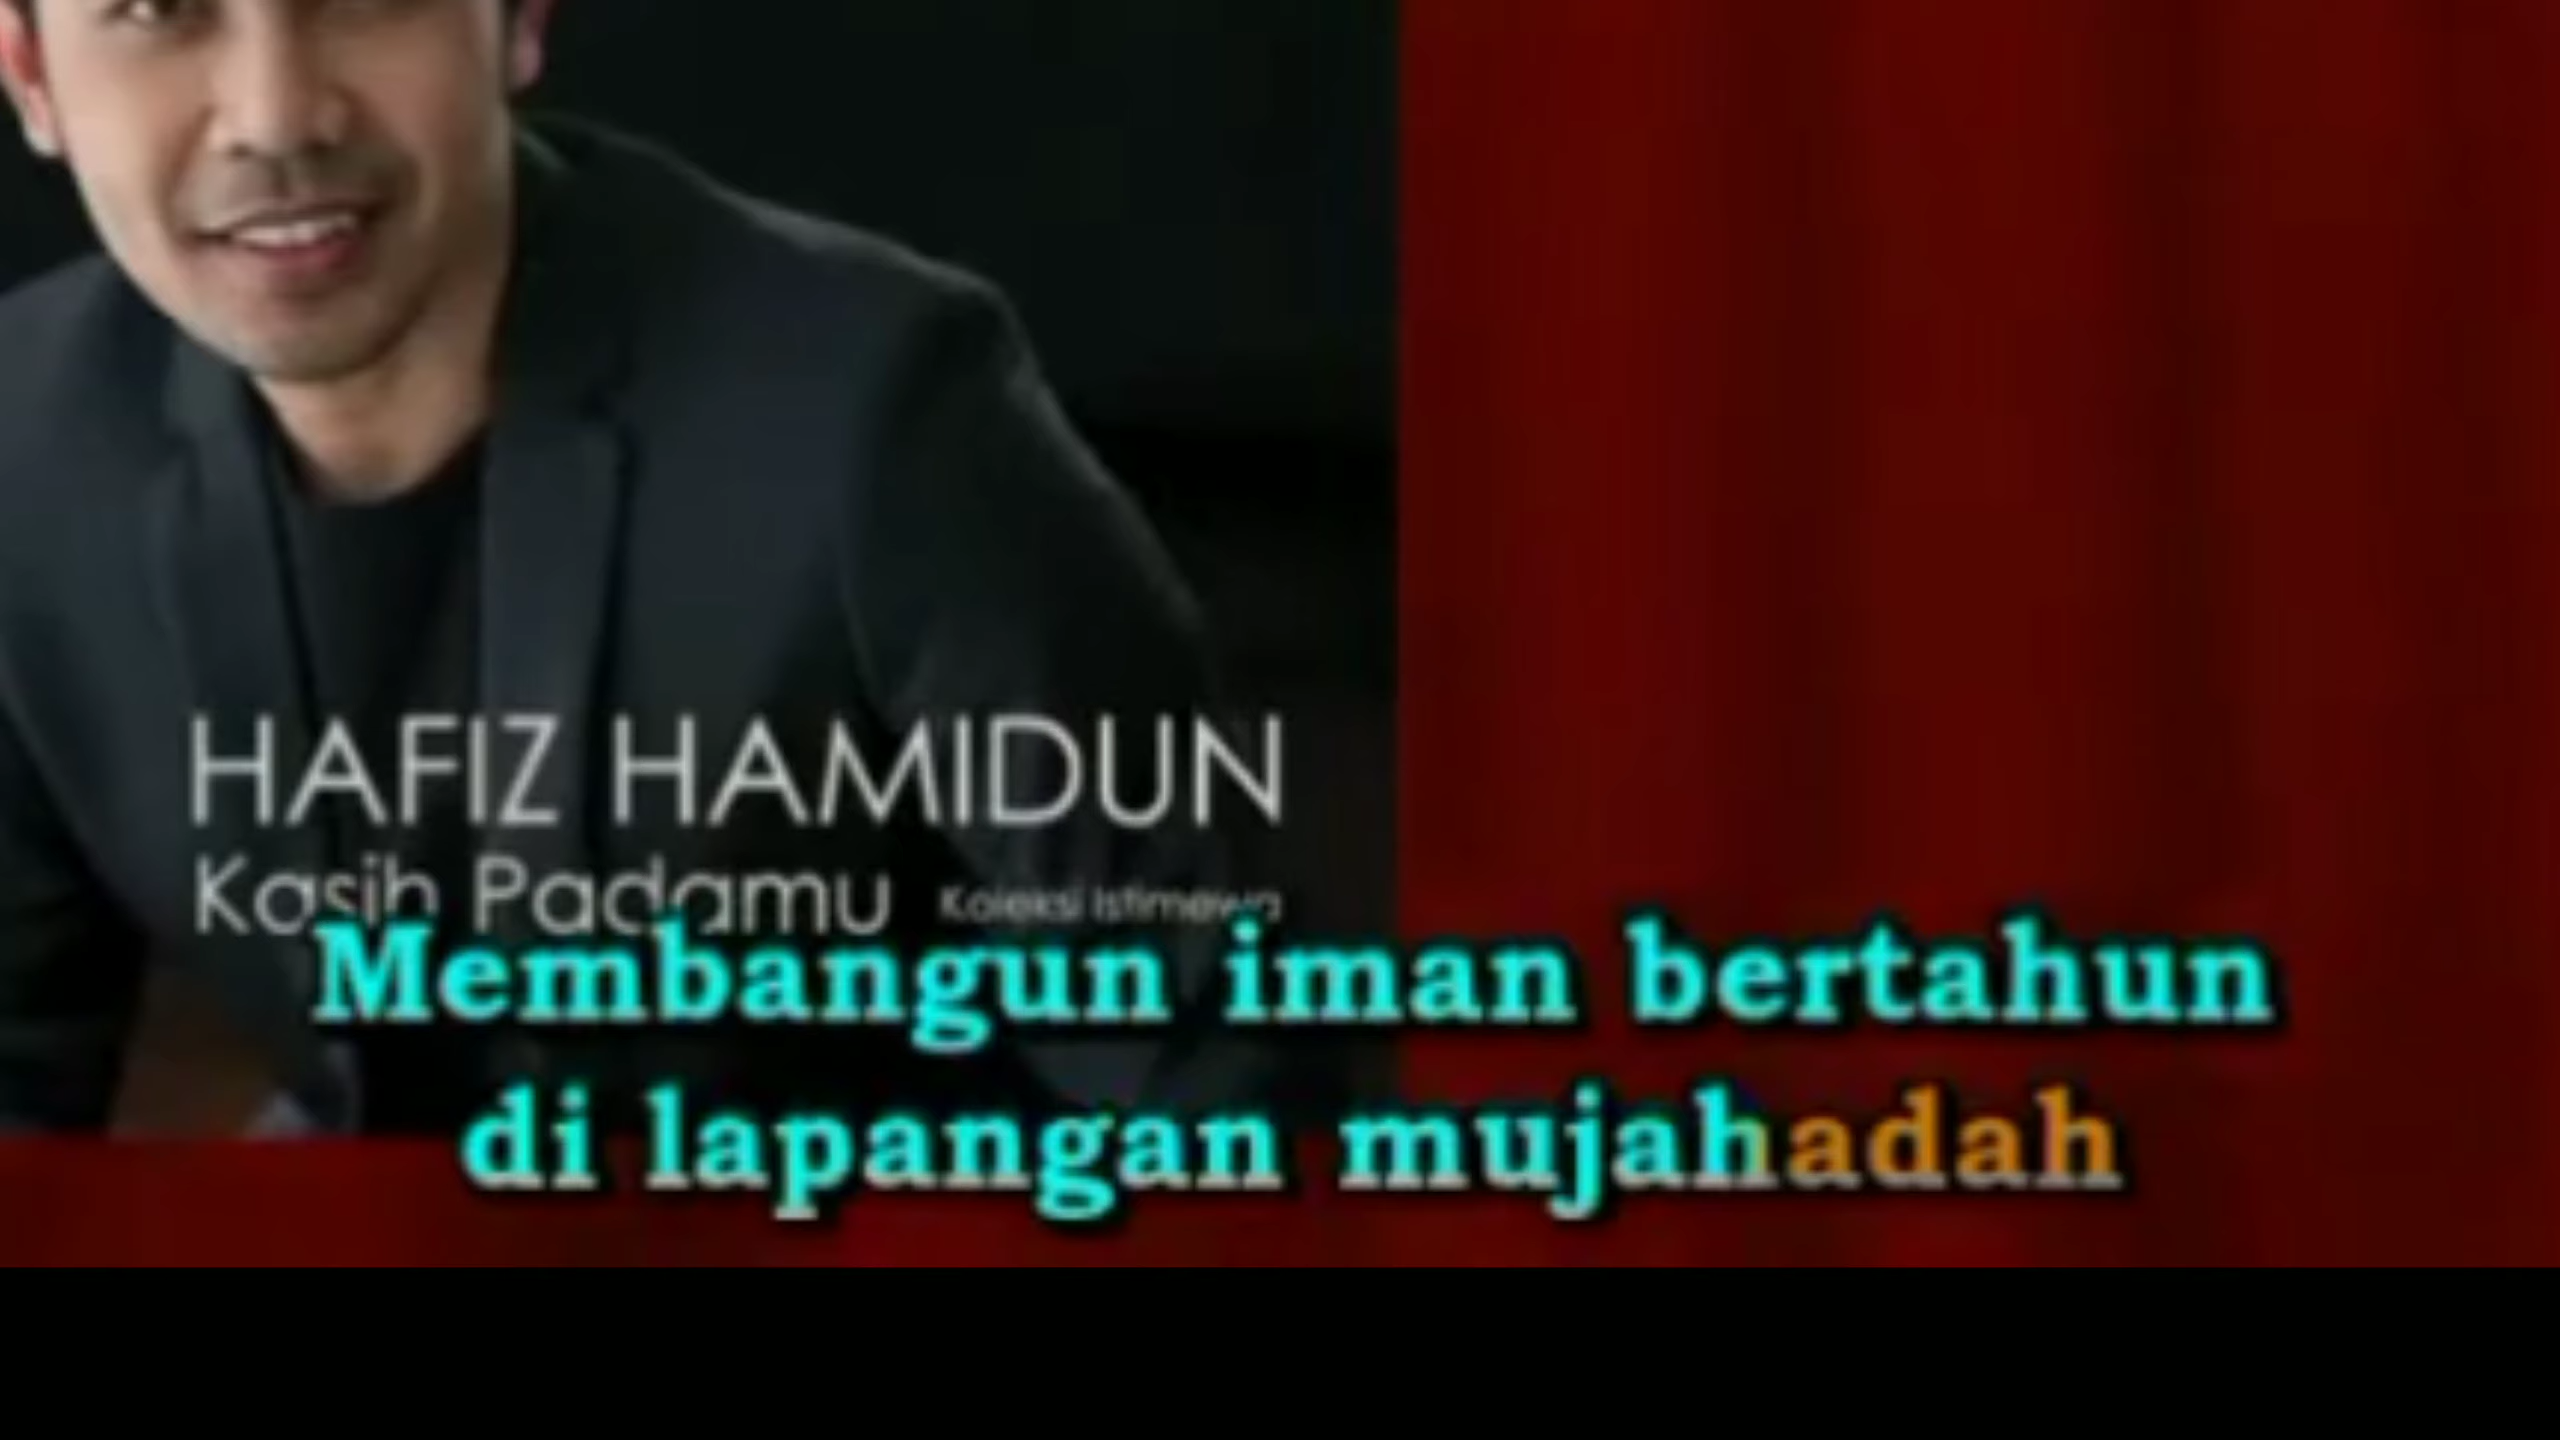 HAFIZ HAMIDUN
Kasih Padamu Koleksi Istimewa
Membangun iman bertahun
di lapangan mujahadah